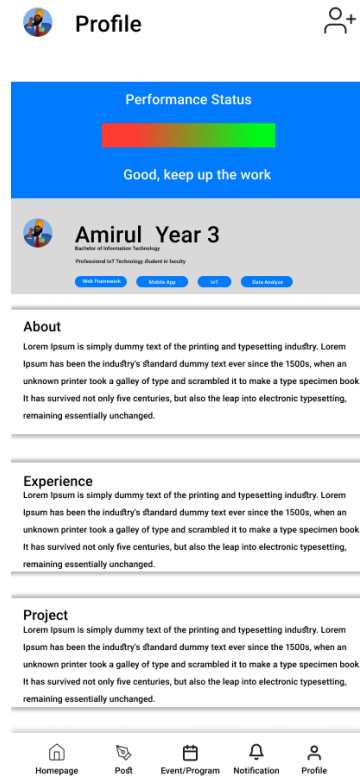 Profile
Performance Status
Good, keep up the work
Amirul Year 3
Bachelor of Information Technology
Professional IoT Technology student in faculty
Web Framework Mobile App IoT Data Analyze
About
Lorem Ipsum is simply dummy text of the printing and typesetting industry. Lorem
Ipsum has been the industry's standard dummy text ever since the 1500s, when an
unknown printer took a galley of type and scrambled it to make a type specimen book.
It has survived not only five centuries, but also the leap into electronic typesetting,
remaining essentially unchanged.
Experience
Lorem Ipsum is simply dummy text of the printing and typesetting industry. Lorem
Ipsum has been the industry's standard dummy text ever since the 1500s, when an
unknown printer took a galley of type and scrambled it to make a type specimen book.
It has survived not only five centuries, but also the leap into electronic typesetting,
remaining essentially unchanged.
Project
Lorem Ipsum is simply dummy text of the printing and typesetting industry. Lorem
Ipsum has been the industry's standard dummy text ever since the 1500s, when an
unknown printer took a galley of type and scrambled it to make a type specimen book.
It has survived not only five centuries, but also the leap into electronic typesetting,
remaining essentially unchanged.
Homepage Post Event/Program Notification Profile